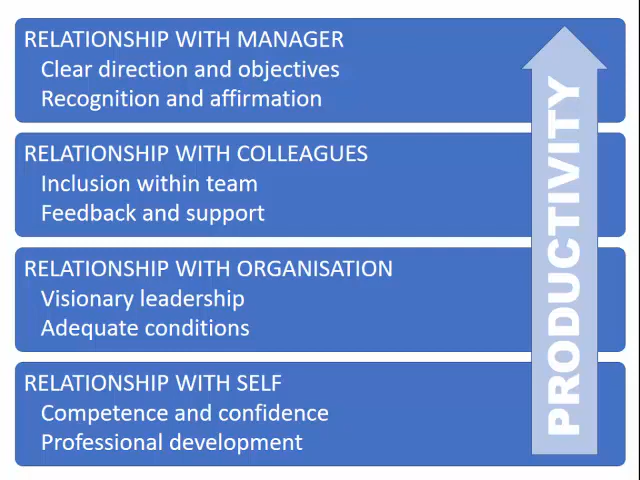 RELATIONSHIP WITH MANAGER
Clear direction and objectives
Recognition and affirmation
RELATIONSHIP WITH COLLEAGUES
Inclusion within team
Feedback and support
RELATIONSHIP WITH ORGANISATION
Visionary leadership
Adequate conditions
RELATIONSHIP WITH SELF
Competence and confidence
Professional development
PRODUCTIVITY